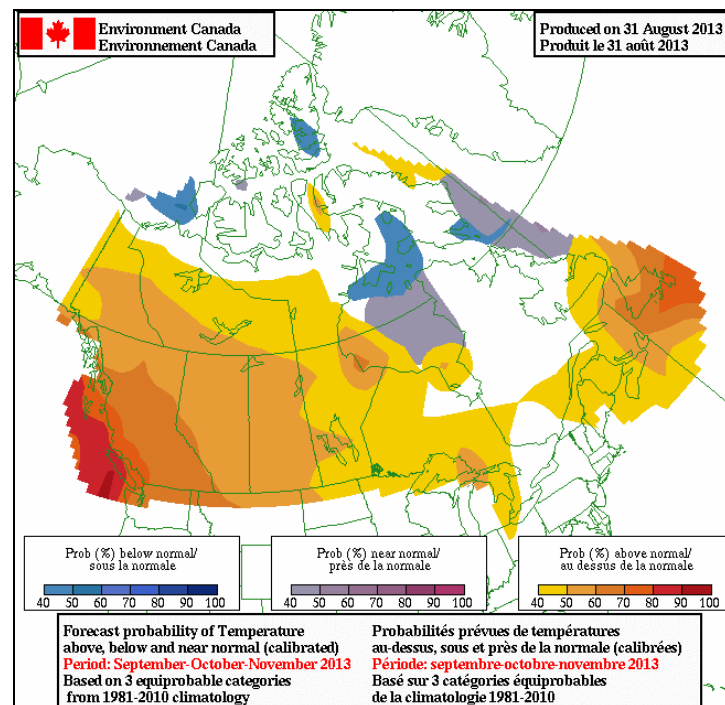 Environment Canada
Environnement Canada
Produced on 31 August 2013
Produit le 31 août 2013
Prob (%) below normal/
sous la normale
40 50 60 70 80 90 100
Prob (%) near normal/
près de la normale
40 50 60 70 80 90 100
Prob (%) above normal/
au dessus de la normale
40 50 60 70 80 90 100
Forecast probability of Temperature
above, below and near normal (calibrated)
Period: September-October-November 2013
Based on 3 equiprobable categories
from 1981-2010 climatology
Probabilités prévues de températures
au-dessus, sous et près de la normale (calibrées)
Période: septembre-octobre-novembre 2013
Basé sur 3 catégories équiprobables
de la climatologie 1981-2010